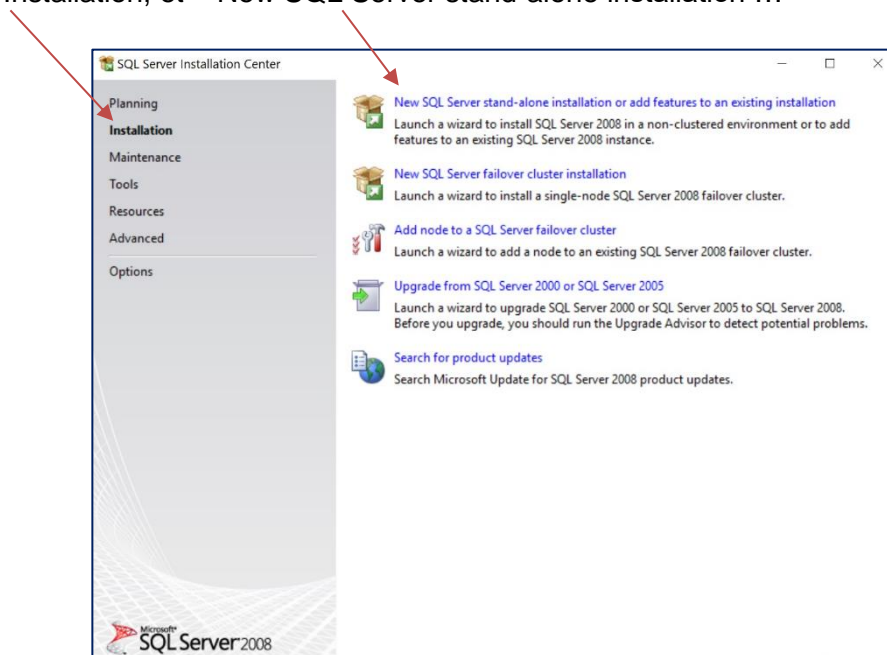 Installation, et « New SQL Server stand-alone installation …
SQL Server Installation Center
Planning
Installation
Maintenance
Tools
Resources
Advanced
Options
New SQL Server stand-alone installation or add features to an existing installation
Launch a wizard to install SQL Server 2008 in a non-clustered environment or to add
features to an existing SQL Server 2008 instance.
New SQL Server failover cluster installation
Launch a wizard to install a single-node SQL Server 2008 failover cluster.
Add node to a SQL Server failover cluster
Launch a wizard to add a node to an existing SQL Server 2008 failover cluster.
Upgrade from SQL Server 2000 or SQL Server 2005
Launch a wizard to upgrade SQL Server 2000 or SQL Server 2005 to SQL Server 2008.
Before you upgrade, you should run the Upgrade Advisor to detect potential problems.
Search for product updates
Search Microsoft Update for SQL Server 2008 product updates.
Microsoft
SQL Server 2008